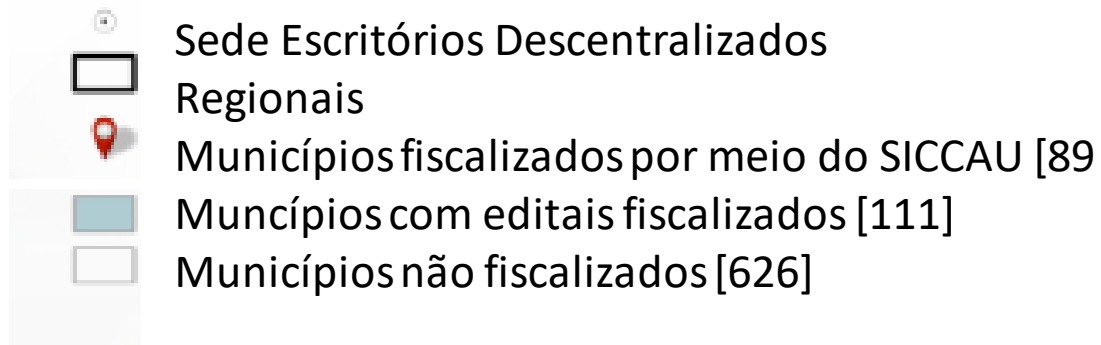 Sede Escritórios Descentralizados
Regionais
Municípios fiscalizados por meio do SICCAU [89
Muncípios com editais fiscalizados [111]
Municípios não fiscalizados [626]